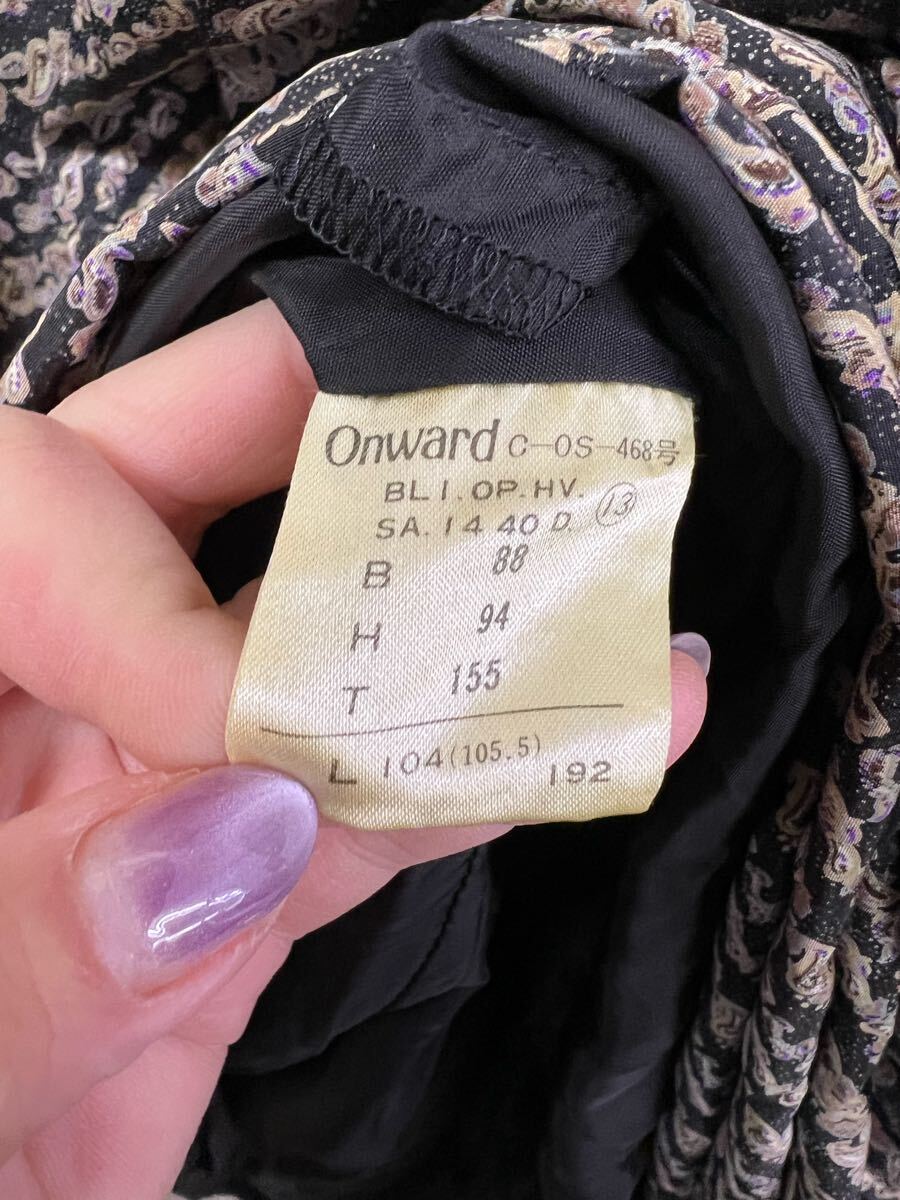 Onward C-OS-468号
BL I. OP. HV.
SA. 14 40 D. ⑬
B 88
H 94
T 155
L 104(105.5) 192